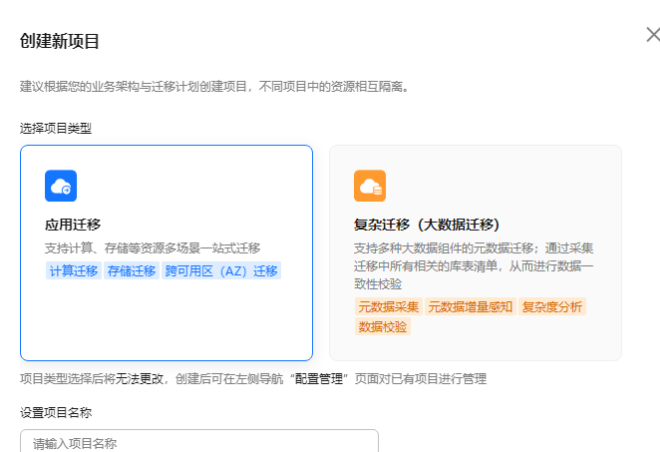 创建新项目
建议根据您的业务架构与迁移计划创建项目，不同项目中的资源相互隔离。
选择项目类型
应用迁移
支持计算、存储等资源多场景一站式迁移
计算迁移 存储迁移 跨可用区（AZ）迁移
复杂迁移（大数据迁移）
支持多种大数据组件的元数据迁移；通过采集
迁移中所有相关的库表清单，从而进行数据一
致性校验
元数据采集 元数据增量感知 复杂度分析
数据校验
项目类型选择后将无法更改，创建后可在左侧导航“配置管理”页面对已有项目进行管理
设置项目名称
请输入项目名称